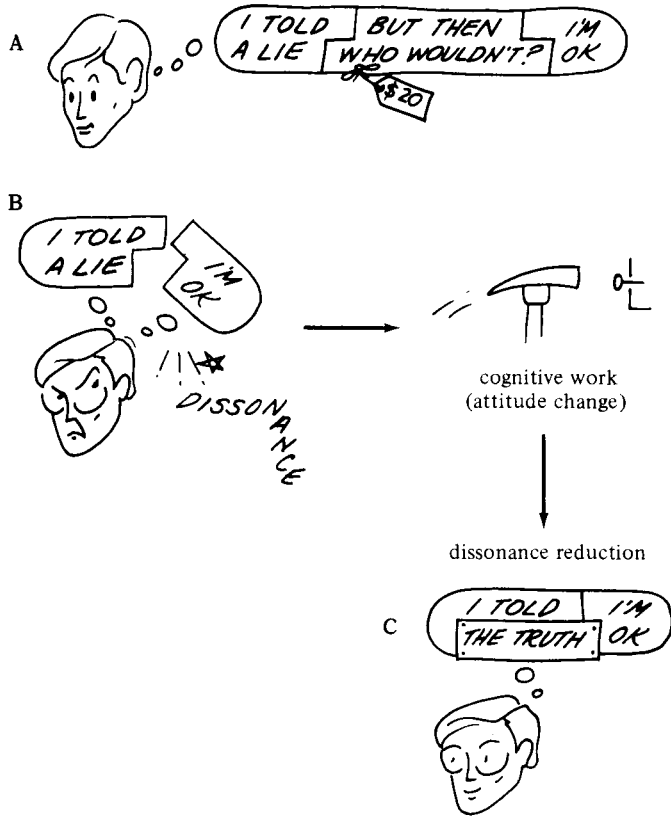 A
I TOLD
A LIE
BUT THEN
WHO WOULDN'T?
I'M
OK
$20
B
I TOLD
A LIE
I'M
OK
DISSONANCE
cognitive work
(attitude change)
dissonance reduction
C
I TOLD
THE TRUTH
I'M
OK